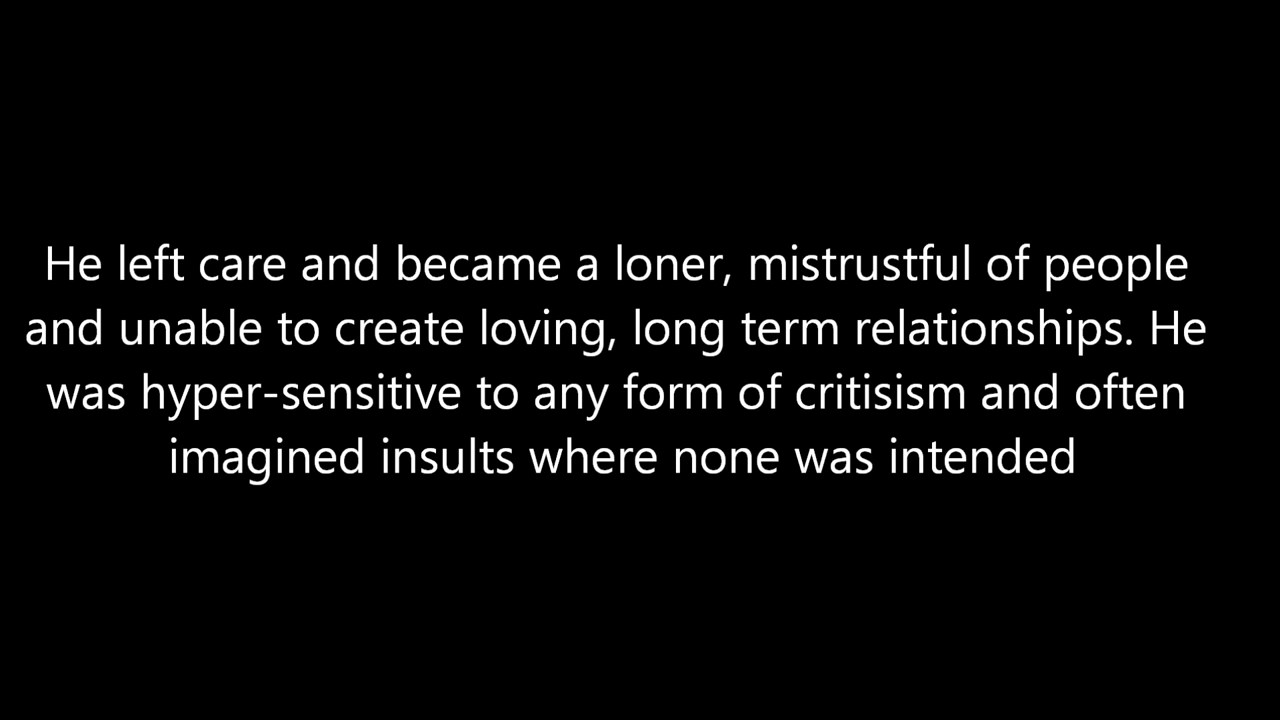 He left care and became a loner, mistrustful of people
and unable to create loving, long term relationships. He
was hyper-sensitive to any form of critisism and often
imagined insults where none was intended